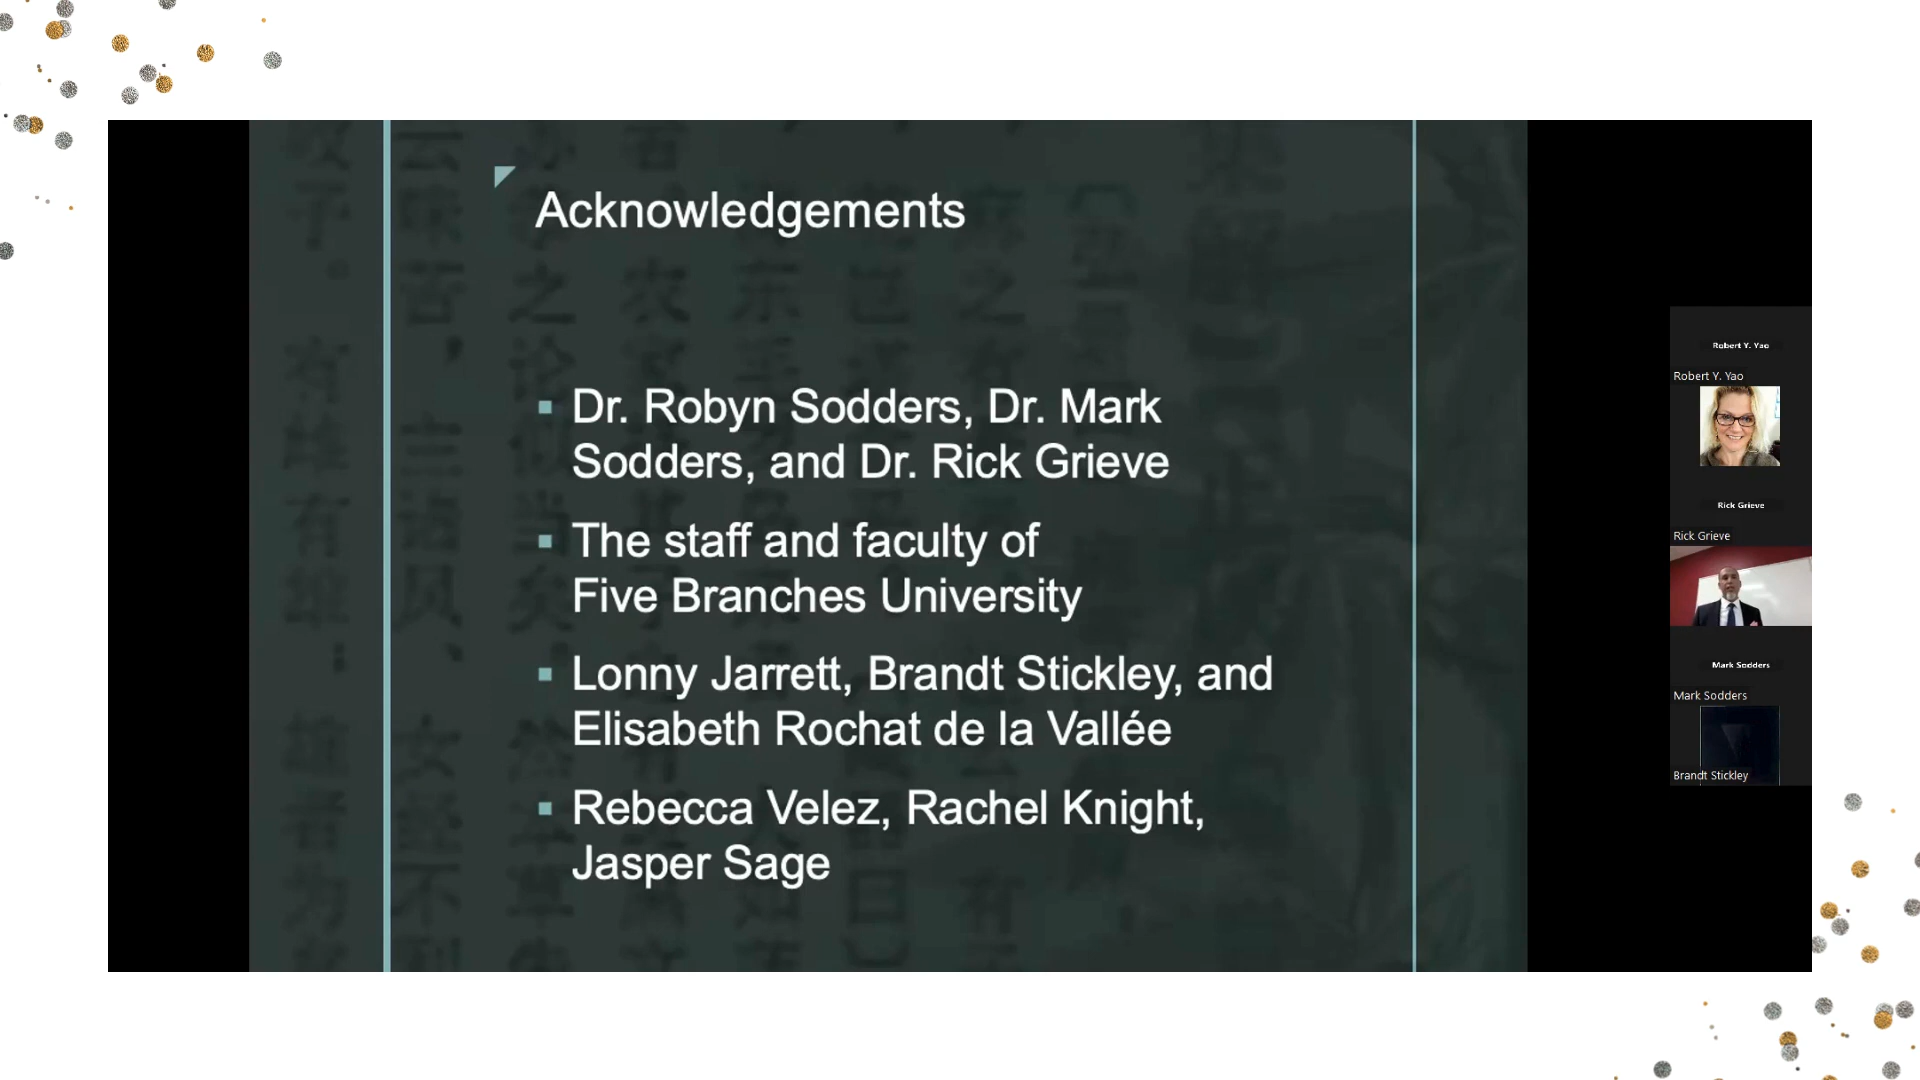 Acknowledgements
Dr. Robyn Sodders, Dr. Mark
Sodders, and Dr. Rick Grieve
The staff and faculty of
Five Branches University
Lonny Jarrett, Brandt Stickley, and
Elisabeth Rochat de la Vallée
Rebecca Velez, Rachel Knight,
Jasper Sage
Robert Y. Yao
Robert Y. Yao
Rick Grieve
Rick Grieve
Mark Sodders
Mark Sodders
Brandt Stickley